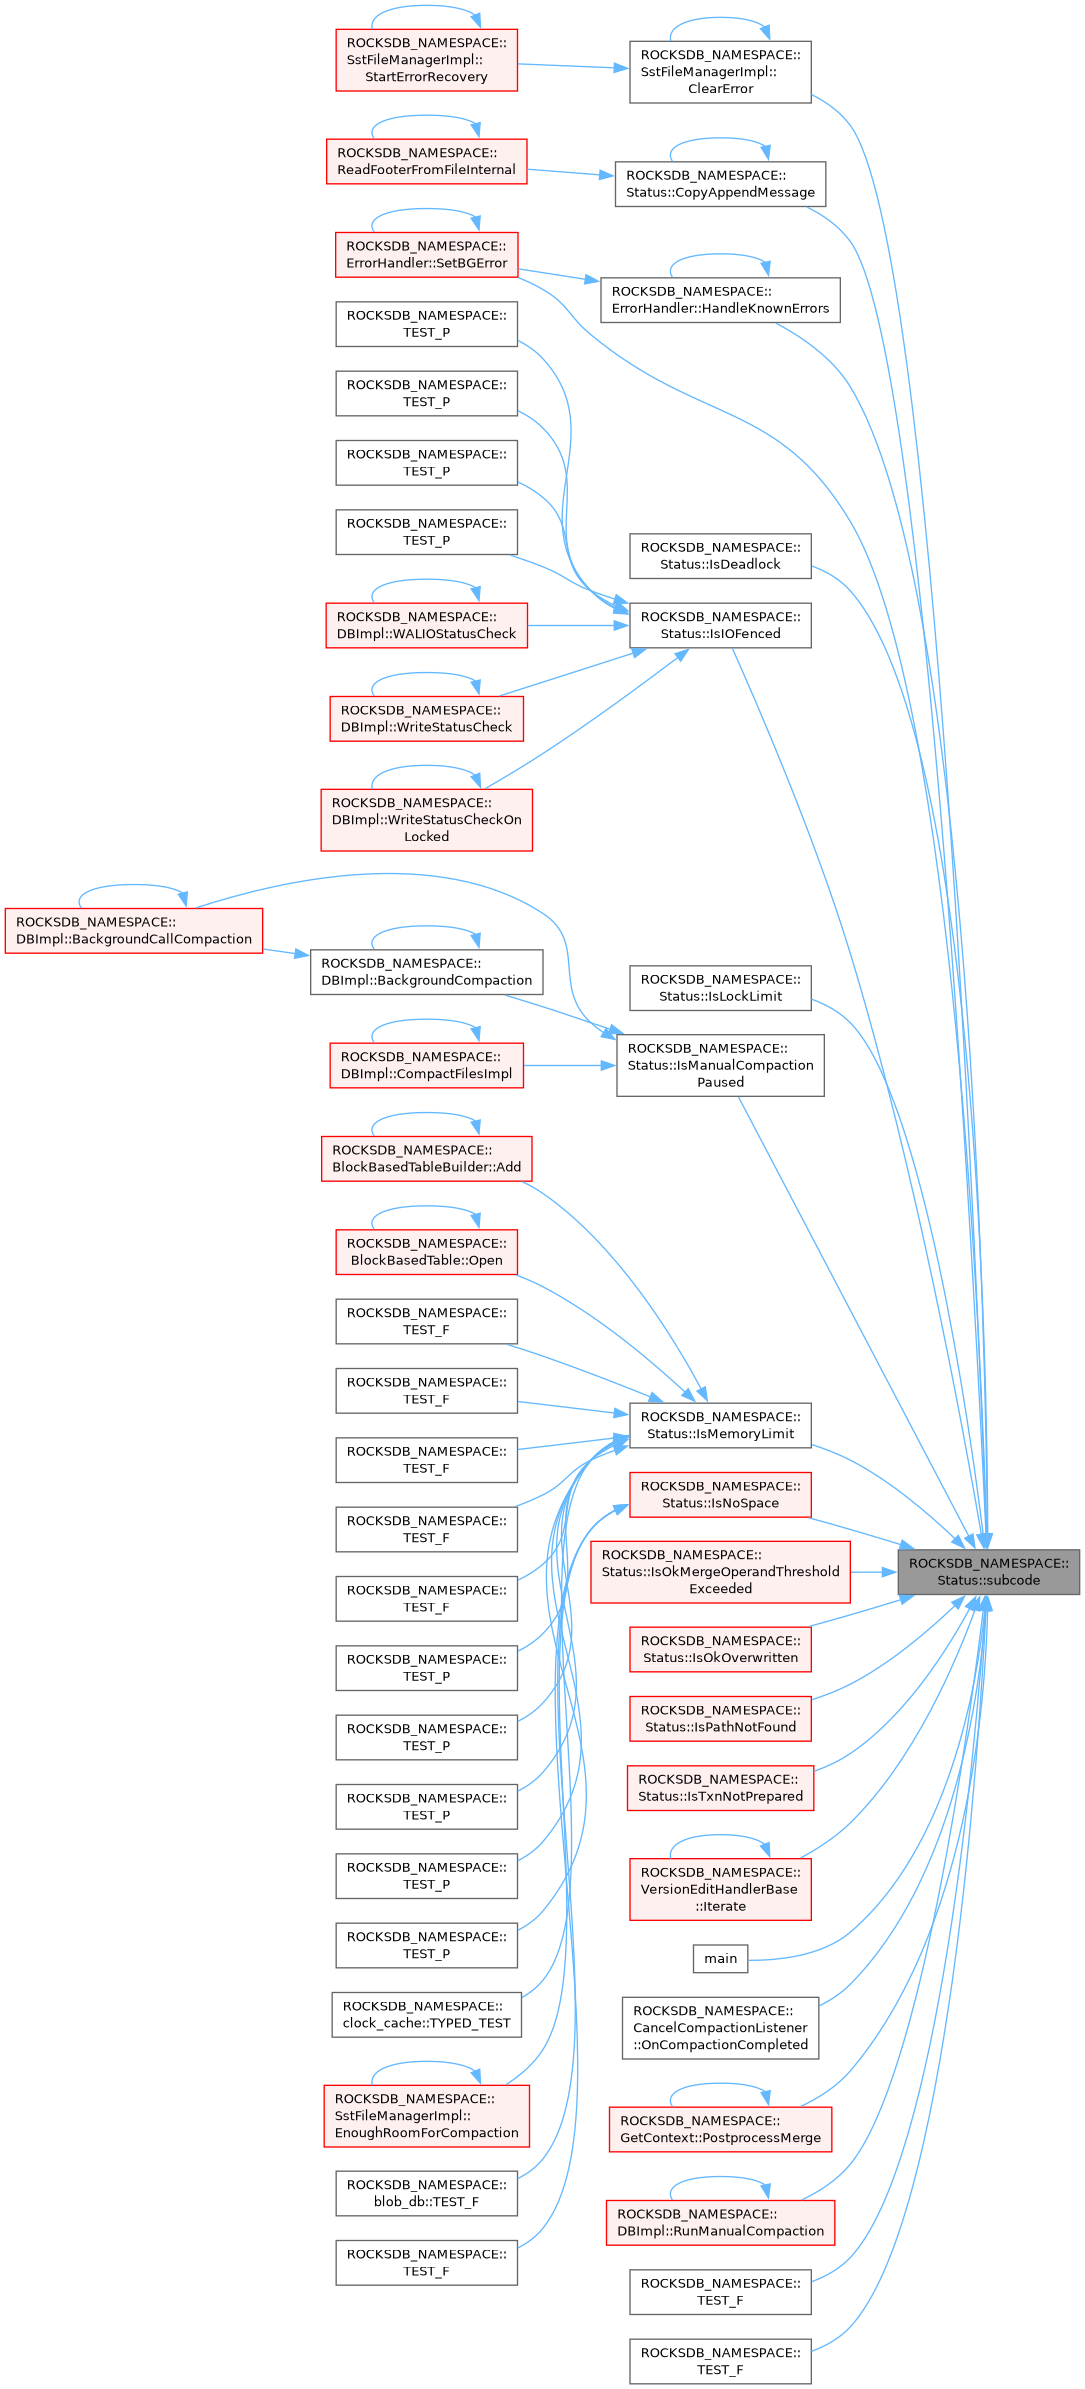 ROCKSDB_NAMESPACE::
SstFileManagerImpl::
StartErrorRecovery
ROCKSDB_NAMESPACE::
SstFileManagerImpl::
ClearError
ROCKSDB_NAMESPACE::
ReadFooterFromFileInternal
ROCKSDB_NAMESPACE::
Status::CopyAppendMessage
ROCKSDB_NAMESPACE::
ErrorHandler::SetBGError
ROCKSDB_NAMESPACE::
ErrorHandler::HandleKnownErrors
ROCKSDB_NAMESPACE::
TEST_P
ROCKSDB_NAMESPACE::
TEST_P
ROCKSDB_NAMESPACE::
TEST_P
ROCKSDB_NAMESPACE::
TEST_P
ROCKSDB_NAMESPACE::
Status::IsDeadlock
ROCKSDB_NAMESPACE::
DBImpl::WALIOStatusCheck
ROCKSDB_NAMESPACE::
Status::IsIOFenced
ROCKSDB_NAMESPACE::
DBImpl::WriteStatusCheck
ROCKSDB_NAMESPACE::
DBImpl::WriteStatusCheckOn
Locked
ROCKSDB_NAMESPACE::
DBImpl::BackgroundCallCompaction
ROCKSDB_NAMESPACE::
DBImpl::BackgroundCompaction
ROCKSDB_NAMESPACE::
Status::IsLockLimit
ROCKSDB_NAMESPACE::
DBImpl::CompactFilesImpl
ROCKSDB_NAMESPACE::
Status::IsManualCompaction
Paused
ROCKSDB_NAMESPACE::
BlockBasedTableBuilder::Add
ROCKSDB_NAMESPACE::
BlockBasedTable::Open
ROCKSDB_NAMESPACE::
TEST_F
ROCKSDB_NAMESPACE::
TEST_F
ROCKSDB_NAMESPACE::
TEST_F
ROCKSDB_NAMESPACE::
TEST_F
ROCKSDB_NAMESPACE::
TEST_F
ROCKSDB_NAMESPACE::
TEST_P
ROCKSDB_NAMESPACE::
TEST_P
ROCKSDB_NAMESPACE::
TEST_P
ROCKSDB_NAMESPACE::
TEST_P
ROCKSDB_NAMESPACE::
TEST_P
ROCKSDB_NAMESPACE::
clock_cache::TYPED_TEST
ROCKSDB_NAMESPACE::
SstFileManagerImpl::
EnoughRoomForCompaction
ROCKSDB_NAMESPACE::
blob_db::TEST_F
ROCKSDB_NAMESPACE::
TEST_F
ROCKSDB_NAMESPACE::
Status::IsMemoryLimit
ROCKSDB_NAMESPACE::
Status::IsNoSpace
ROCKSDB_NAMESPACE::
Status::IsOkMergeOperandThreshold
Exceeded
ROCKSDB_NAMESPACE::
Status::subcode
ROCKSDB_NAMESPACE::
Status::IsOkOverwritten
ROCKSDB_NAMESPACE::
Status::IsPathNotFound
ROCKSDB_NAMESPACE::
Status::IsTxnNotPrepared
ROCKSDB_NAMESPACE::
VersionEditHandlerBase
::Iterate
main
ROCKSDB_NAMESPACE::
CancelCompactionListener
::OnCompactionCompleted
ROCKSDB_NAMESPACE::
GetContext::PostprocessMerge
ROCKSDB_NAMESPACE::
DBImpl::RunManualCompaction
ROCKSDB_NAMESPACE::
TEST_F
ROCKSDB_NAMESPACE::
TEST_F